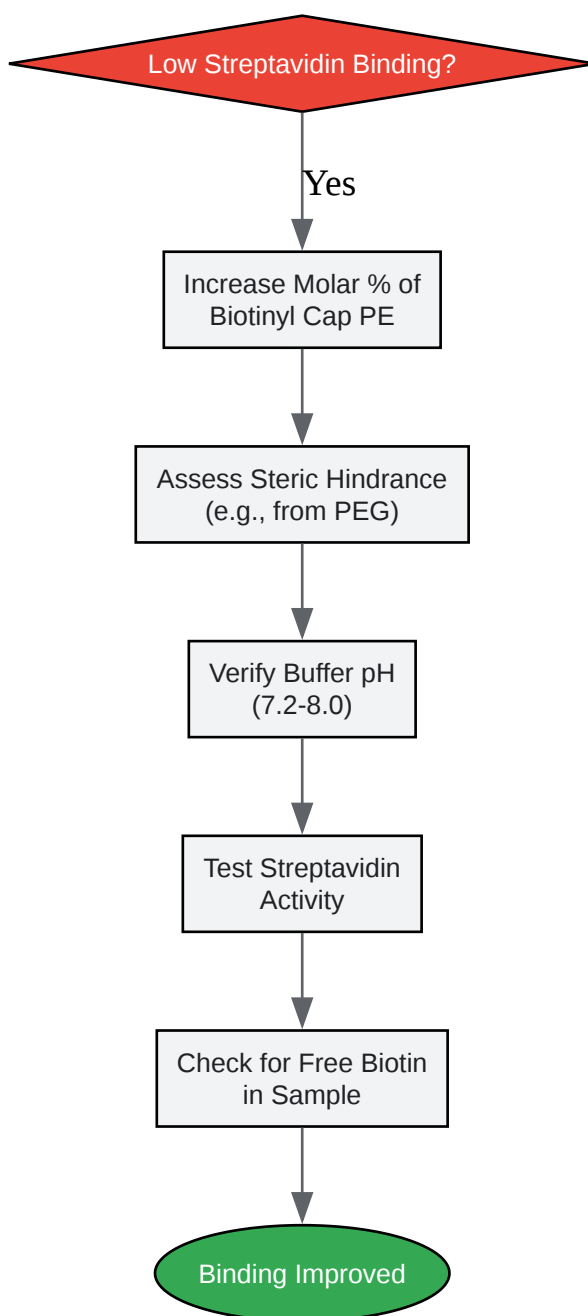 Low Streptavidin Binding?
Yes
Increase Molar % of
Biotinyl Cap PE
Assess Steric Hindrance
(e.g., from PEG)
Verify Buffer pH
(7.2-8.0)
Test Streptavidin
Activity
Check for Free Biotin
in Sample
Binding Improved